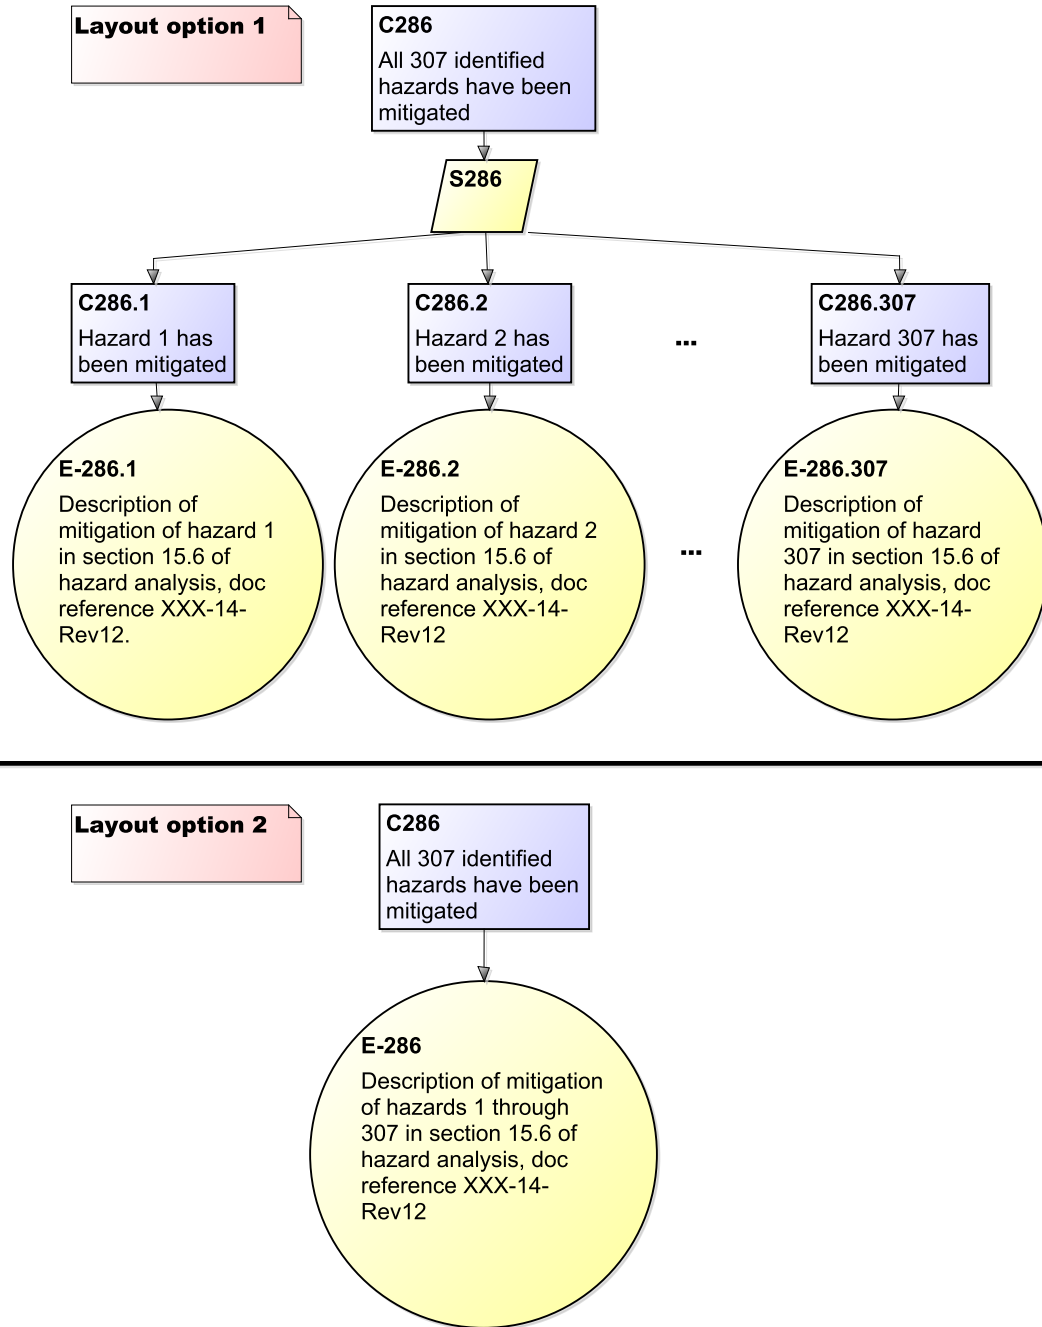 Layout option 1
C286
All 307 identified
hazards have been
mitigated
S286
C286.1
Hazard 1 has
been mitigated
C286.2
Hazard 2 has
been mitigated
...
C286.307
Hazard 307 has
been mitigated
E-286.1
Description of
mitigation of hazard 1
in section 15.6 of
hazard analysis, doc
reference XXX-14-
Rev12.
E-286.2
Description of
mitigation of hazard 2
in section 15.6 of
hazard analysis, doc
reference XXX-14-
Rev12
...
E-286.307
Description of
mitigation of hazard
307 in section 15.6 of
hazard analysis, doc
reference XXX-14-
Rev12
Layout option 2
C286
All 307 identified
hazards have been
mitigated
E-286
Description of mitigation
of hazards 1 through
307 in section 15.6 of
hazard analysis, doc
reference XXX-14-
Rev12